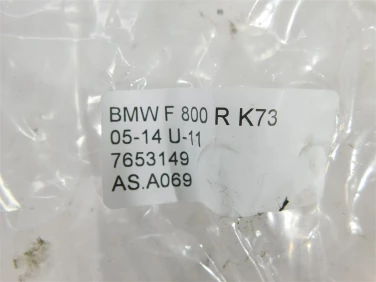 BMW F 800 R K73
05-14 U-11
7653149
AS.A069